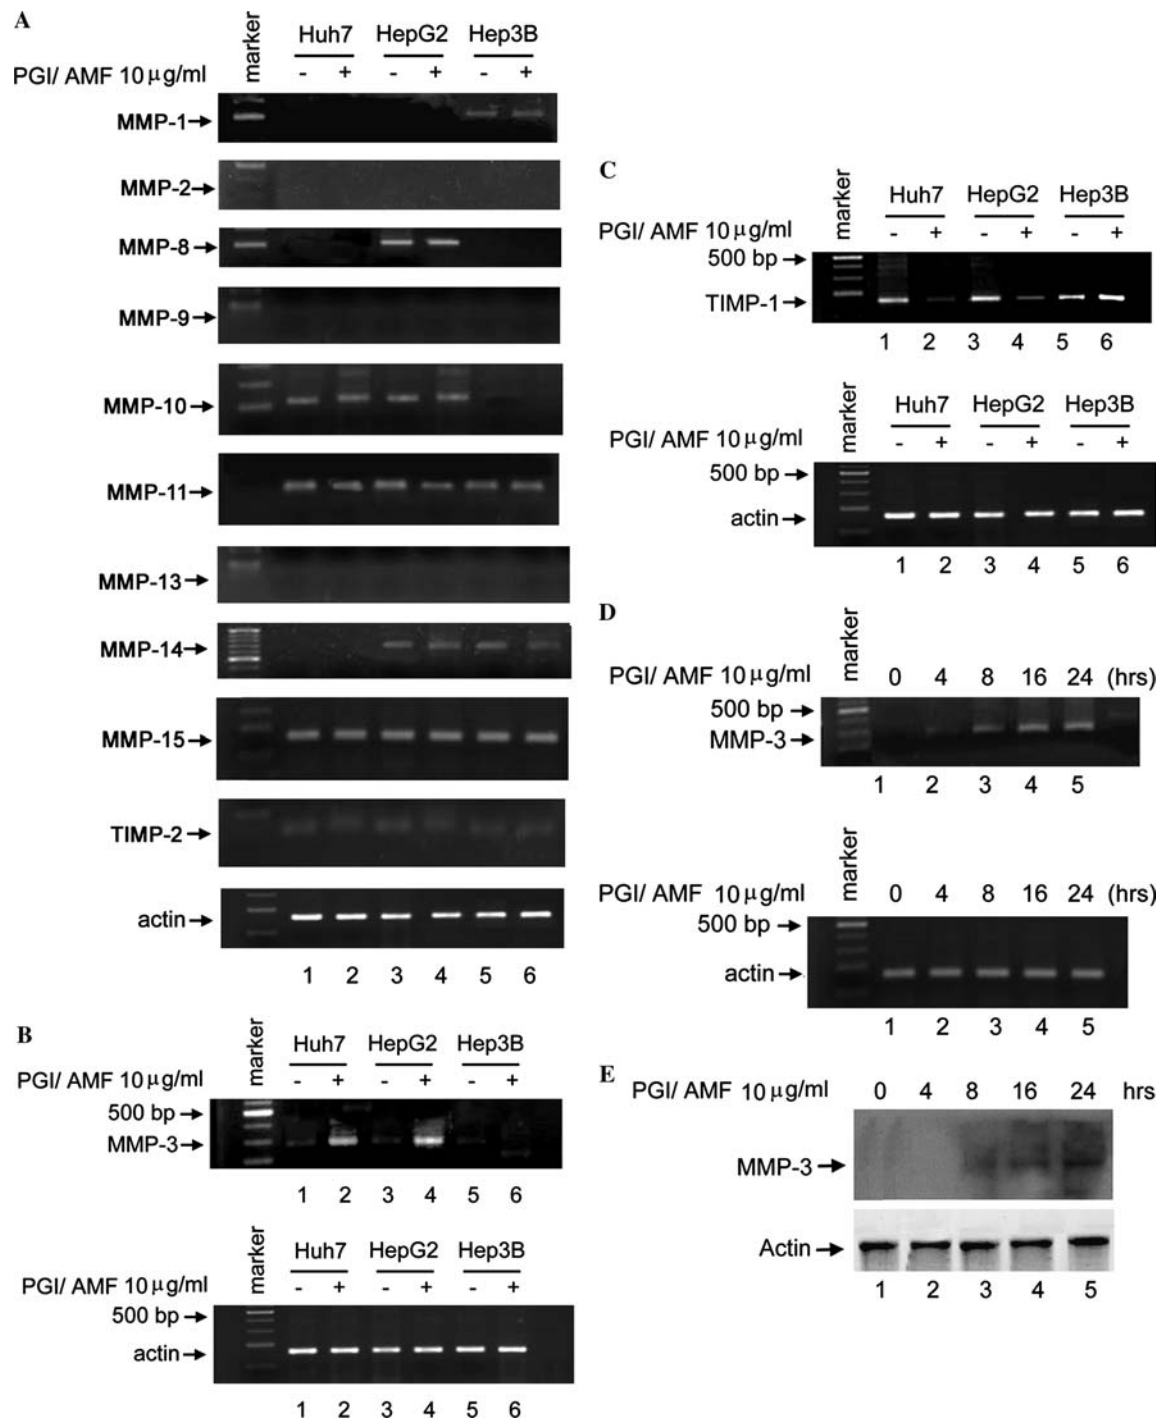 A
marker
Huh7 HepG2 Hep3B
PGI/ AMF 10 μg/ml - + - + - +
MMP-1
MMP-2
MMP-8
MMP-9
MMP-10
MMP-11
MMP-13
MMP-14
MMP-15
TIMP-2
actin
1 2 3 4 5 6
B
marker
Huh7 HepG2 Hep3B
PGI/ AMF 10 μg/ml - + - + - +
500 bp
MMP-3
1 2 3 4 5 6
marker
Huh7 HepG2 Hep3B
PGI/ AMF 10 μg/ml - + - + - +
500 bp
actin
1 2 3 4 5 6
C
marker
Huh7 HepG2 Hep3B
PGI/ AMF 10 μg/ml - + - + - +
500 bp
TIMP-1
1 2 3 4 5 6
marker
Huh7 HepG2 Hep3B
PGI/ AMF 10 μg/ml - + - + - +
500 bp
actin
1 2 3 4 5 6
D
marker
PGI/ AMF 10 μg/ml 0 4 8 16 24 (hrs)
500 bp
MMP-3
1 2 3 4 5
marker
PGI/ AMF 10 μg/ml 0 4 8 16 24 (hrs)
500 bp
actin
1 2 3 4 5
E
PGI/ AMF 10 μg/ml 0 4 8 16 24 hrs
MMP-3
Actin
1 2 3 4 5